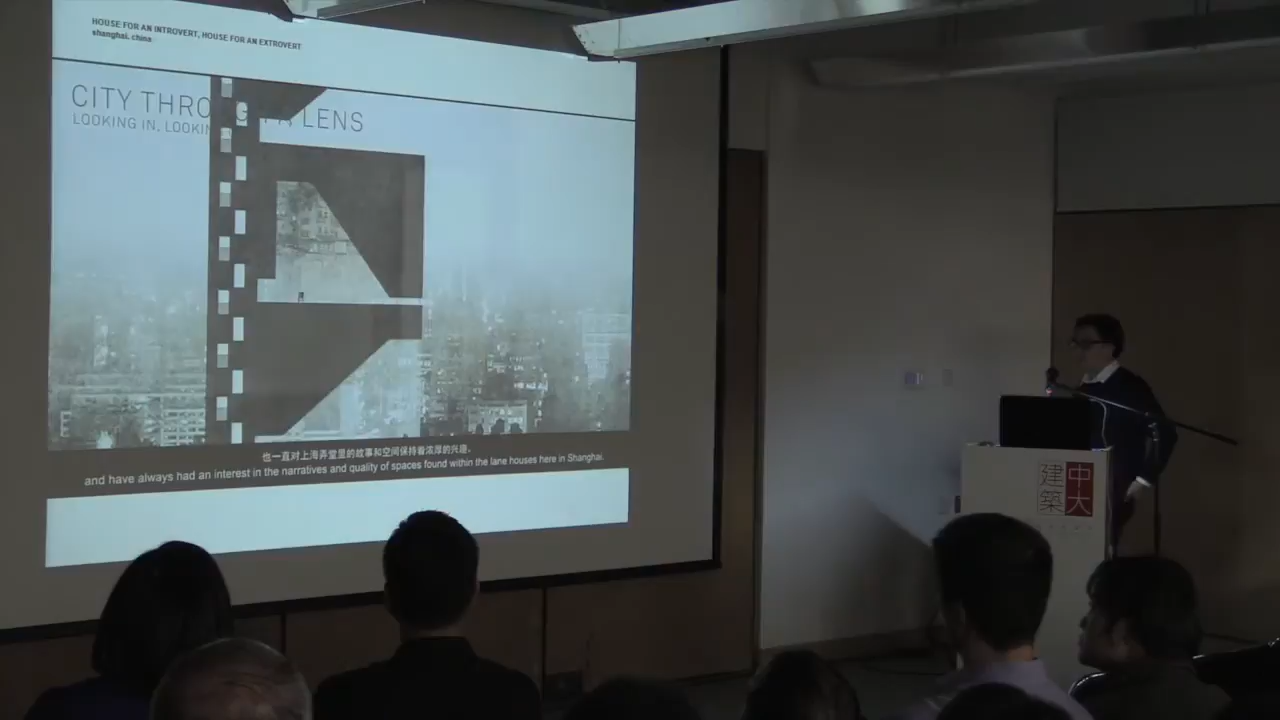 HOUSE FOR AN INTROVERT, HOUSE FOR AN EXTROVERT
shanghai, china
CITY THROUGH A LENS
LOOKING IN, LOOKIN
也一直对上海弄堂里的故事和空间保持着浓厚的兴趣、
and have always had an interest in the narratives and quality of spaces found within the lane houses here in Shanghai.
建中
築大